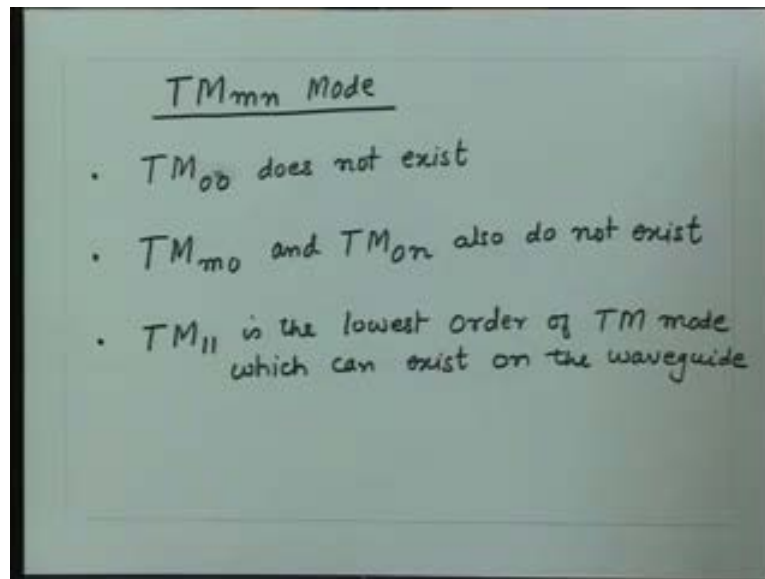 TMmn Mode
• TM₀₀ does not exist
• TMm0 and TM0n also do not exist
• TM₁₁ is the lowest order of TM mode
which can exist on the waveguide